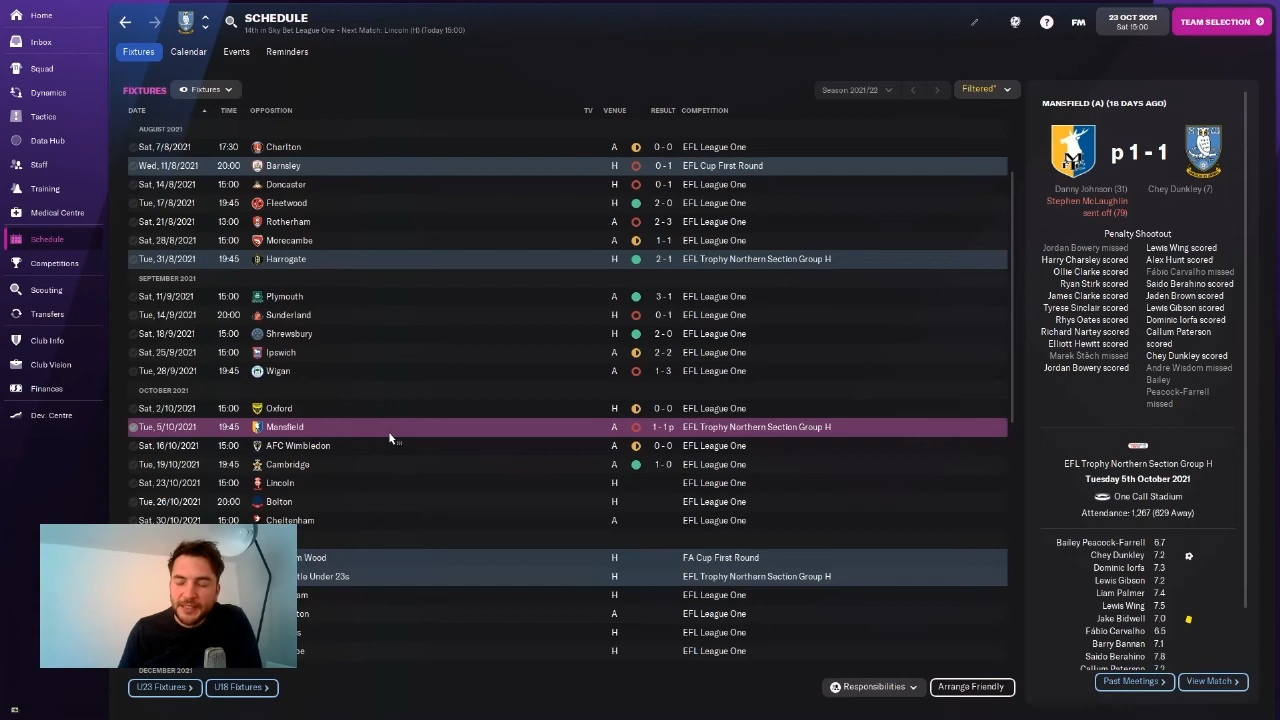 Home
Inbox
Squad
Dynamics
Tactics
Data Hub
Staff
Training
Medical Centre
Schedule
Competitions
Scouting
Transfers
Club Info
Club Vision
Finances
Dev. Centre
SCHEDULE
14th in Sky Bet League One - Next Match: Lincoln (H) (Today 15:00)
FM
23 OCT 2021
Sat 15:00
TEAM SELECTION
Fixtures Calendar Events Reminders
FIXTURES Fixtures Season 2021/22 Filtered*
DATE TIME OPPOSITION TV VENUE RESULT COMPETITION
AUGUST 2021
Sat, 7/8/2021 17:30 Charlton A 0 - 0 EFL League One
Wed, 11/8/2021 20:00 Barnsley H 0 - 1 EFL Cup First Round
Sat, 14/8/2021 15:00 Doncaster H 0 - 1 EFL League One
Tue, 17/8/2021 19:45 Fleetwood H 2 - 0 EFL League One
Sat, 21/8/2021 13:00 Rotherham A 2 - 3 EFL League One
Sat, 28/8/2021 15:00 Morecambe A 1 - 1 EFL League One
Tue, 31/8/2021 19:45 Harrogate H 2 - 1 EFL Trophy Northern Section Group H
SEPTEMBER 2021
Sat, 11/9/2021 15:00 Plymouth A 3 - 1 EFL League One
Tue, 14/9/2021 20:00 Sunderland H 0 - 1 EFL League One
Sat, 18/9/2021 15:00 Shrewsbury H 2 - 0 EFL League One
Sat, 25/9/2021 15:00 Ipswich A 2 - 2 EFL League One
Tue, 28/9/2021 19:45 Wigan A 1 - 3 EFL League One
OCTOBER 2021
Sat, 2/10/2021 15:00 Oxford H 0 - 0 EFL League One
Tue, 5/10/2021 19:45 Mansfield A 1 - 1 p EFL Trophy Northern Section Group H
Sat, 16/10/2021 15:00 AFC Wimbledon A 0 - 0 EFL League One
Tue, 19/10/2021 19:45 Cambridge A 1 - 0 EFL League One
Sat, 23/10/2021 15:00 Lincoln H EFL League One
Tue, 26/10/2021 20:00 Bolton H EFL League One
Sat, 30/10/2021 15:00 Cheltenham A EFL League One
m Wood H FA Cup First Round
tle Under 23s H EFL Trophy Northern Section Group H
am H EFL League One
ton A EFL League One
s H EFL League One
pe H EFL League One
DECEMBER 2021
U23 Fixtures U18 Fixtures Responsibilities Arrange Friendly
MANSFIELD (A) (18 DAYS AGO)
p 1 - 1
Danny Johnson (31) Chey Dunkley (7)
Stephen McLaughlin
sent off (79)
Penalty Shootout
Jordan Bowery missed Lewis Wing scored
Harry Charsley scored Alex Hunt scored
Ollie Clarke scored Fábio Carvalho missed
Ryan Stirk scored Saido Berahino scored
James Clarke scored Jaden Brown scored
Tyrese Sinclair scored Lewis Gibson scored
Rhys Oates scored Dominic Iorfa scored
Richard Nartey scored Callum Paterson
Elliott Hewitt scored scored
Marek Stěch missed Chey Dunkley scored
Jordan Bowery scored Andre Wisdom missed
Bailey
Peacock-Farrell
missed
EFL Trophy Northern Section Group H
Tuesday 5th October 2021
One Call Stadium
Attendance: 1,267 (629 Away)
Bailey Peacock-Farrell 6.7
Chey Dunkley 7.2
Dominic Iorfa 7.3
Lewis Gibson 7.2
Liam Palmer 7.4
Lewis Wing 7.5
Jake Bidwell 7.0
Fábio Carvalho 6.5
Barry Bannan 7.1
Saido Berahino 7.8
Callum Paterson 7.2
Past Meetings View Match